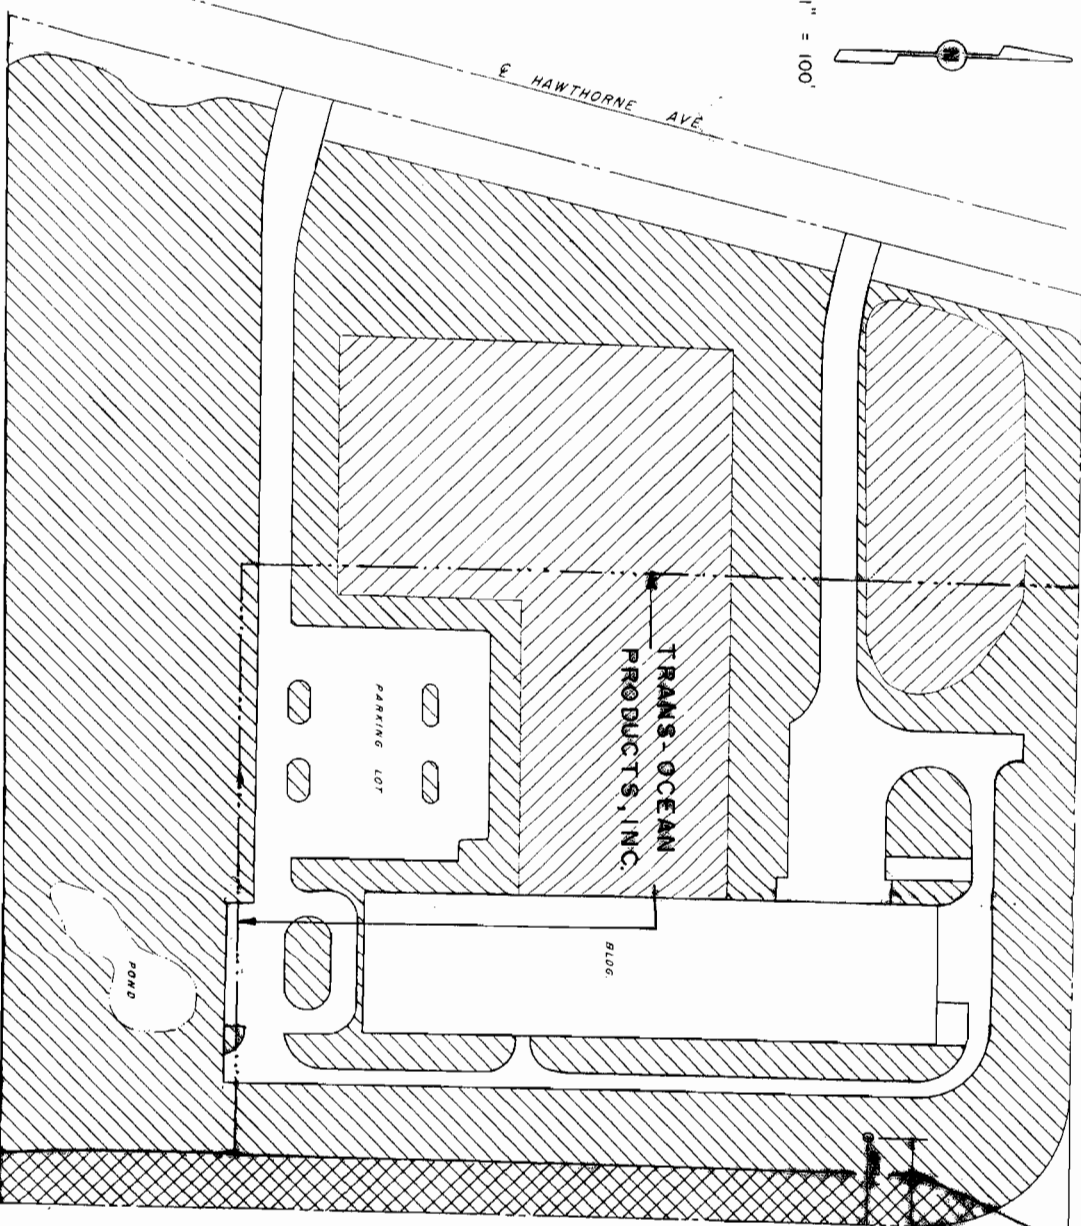 1" = 100'
N
℄ HAWTHORNE AVE.
TRANS-OCEAN
PRODUCTS, INC.
PARKING LOT
BLDG.
POND